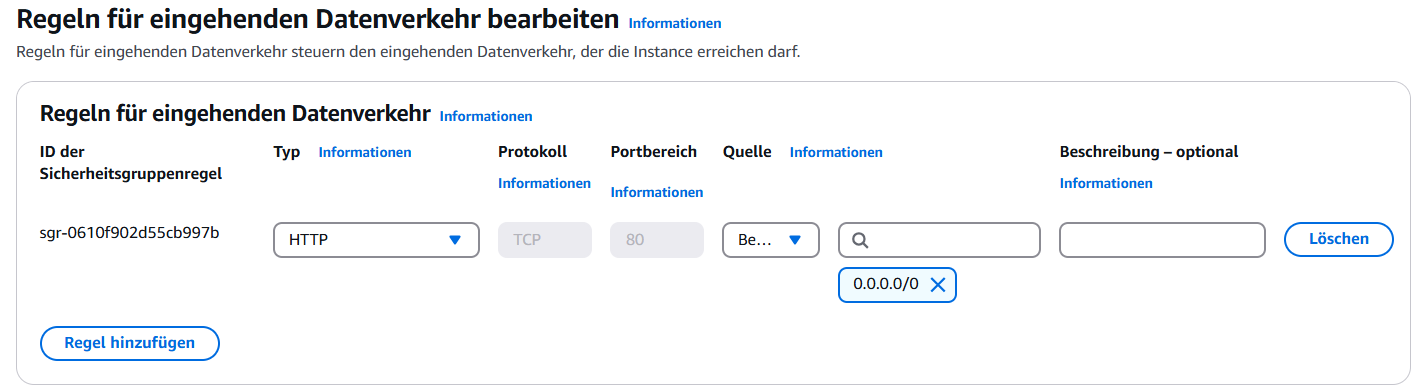 Regeln für eingehenden Datenverkehr bearbeiten Informationen
Regeln für eingehenden Datenverkehr steuern den eingehenden Datenverkehr, der die Instance erreichen darf.
Regeln für eingehenden Datenverkehr Informationen
ID der Sicherheitsgruppenregel
Typ Informationen
Protokoll Informationen
Portbereich Informationen
Quelle Informationen
Beschreibung – optional Informationen
sgr-0610f902d55cb997b HTTP TCP 80 Be... Löschen
0.0.0.0/0
Regel hinzufügen